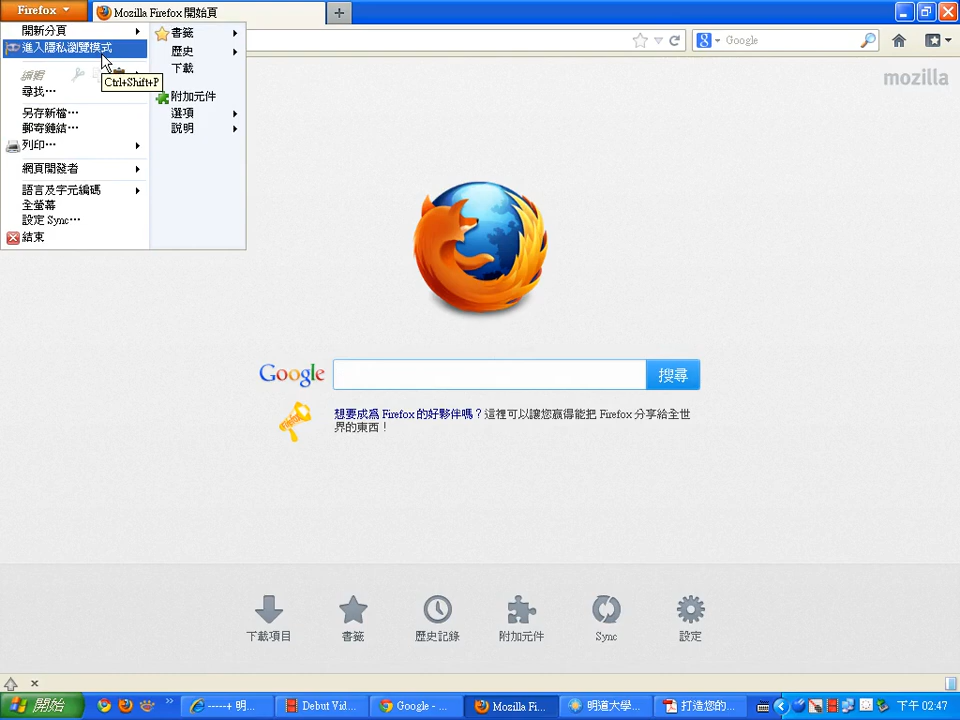 Firefox
Mozilla Firefox 開始頁
開新分頁
書籤
進入隱私瀏覽模式
歷史
Google
下載
mozilla
編輯
Ctrl+Shift+P
尋找…
附加元件
另存新檔…
選項
郵寄鏈結…
說明
列印…
網頁開發者
語言及字元編碼
全螢幕
設定 Sync…
結束
Google
搜尋
想要成為 Firefox 的好夥伴嗎？這裡可以讓您贏得能把 Firefox 分享給全世
界的東西！
下載項目
書籤
歷史記錄
附加元件
Sync
設定
開始
-----+ 明...
Debut Vid...
Google - ...
Mozilla Fi...
明道大學...
打造您的...
下午 02:47